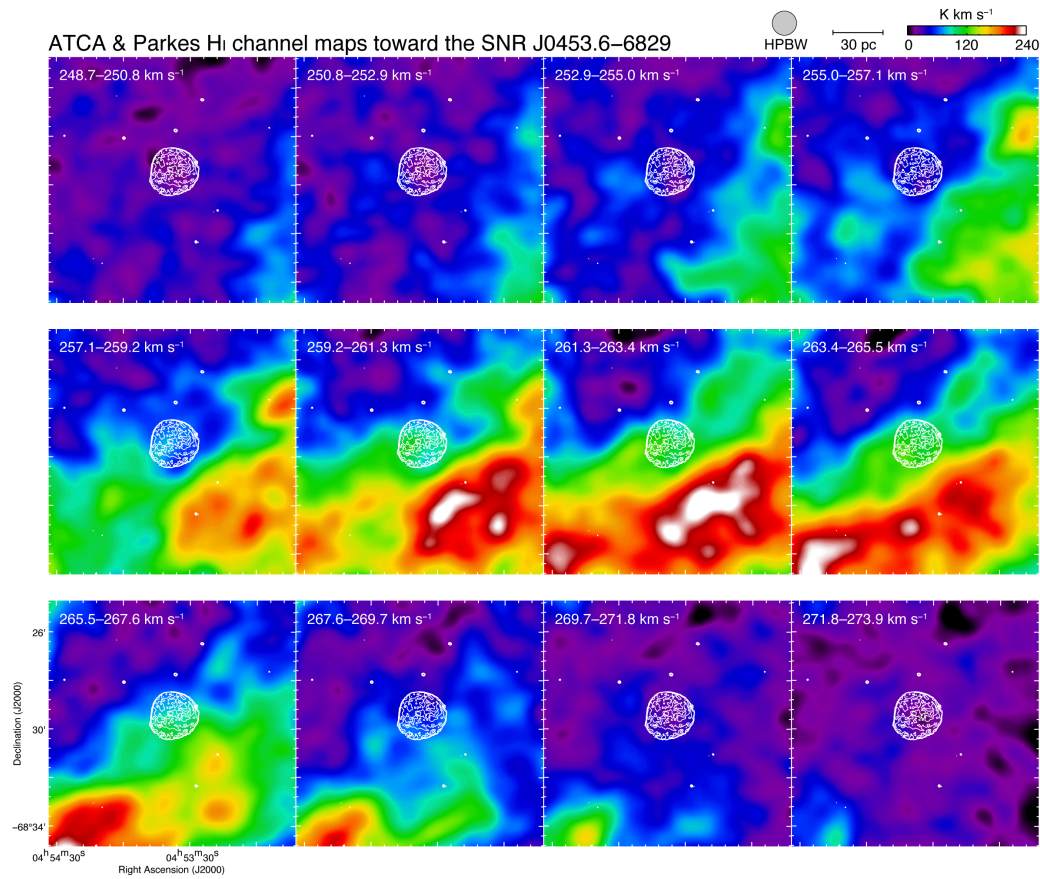 ATCA & Parkes HI channel maps toward the SNR J0453.6−6829
HPBW
30 pc
K km s⁻¹
0 120 240
248.7−250.8 km s⁻¹
250.8−252.9 km s⁻¹
252.9−255.0 km s⁻¹
255.0−257.1 km s⁻¹
257.1−259.2 km s⁻¹
259.2−261.3 km s⁻¹
261.3−263.4 km s⁻¹
263.4−265.5 km s⁻¹
265.5−267.6 km s⁻¹
267.6−269.7 km s⁻¹
269.7−271.8 km s⁻¹
271.8−273.9 km s⁻¹
26'
30'
−68°34'
Declination (J2000)
04ʰ54ᵐ30ˢ
04ʰ53ᵐ30ˢ
Right Ascension (J2000)